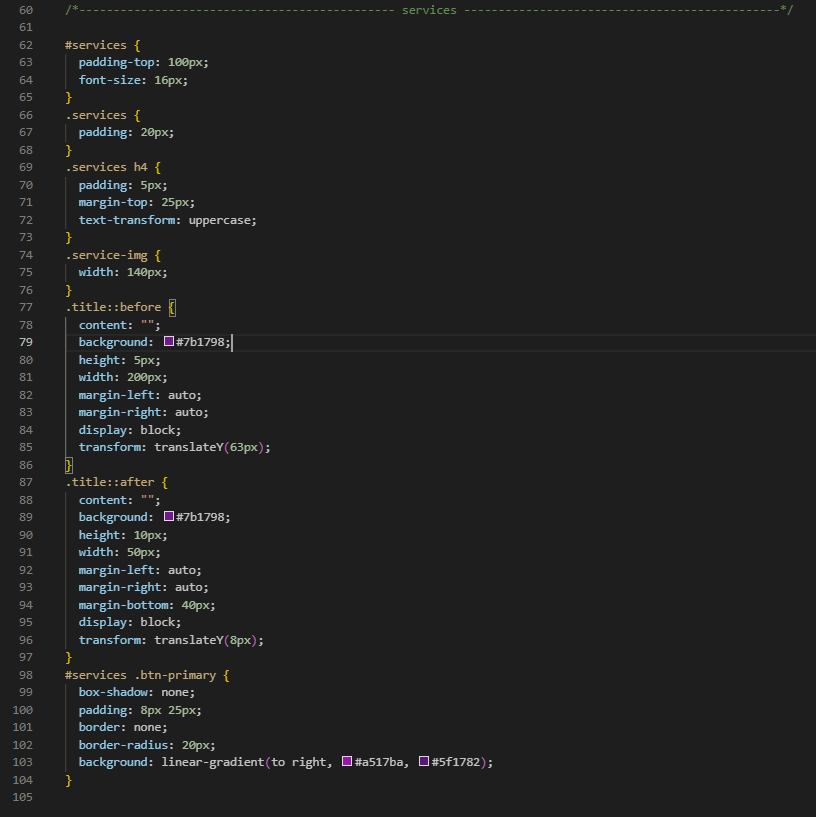 60 /*---------------------------------------------- services ----------------------------------------------*/
61
62 #services {
63 padding-top: 100px;
64 font-size: 16px;
65 }
66 .services {
67 padding: 20px;
68 }
69 .services h4 {
70 padding: 5px;
71 margin-top: 25px;
72 text-transform: uppercase;
73 }
74 .service-img {
75 width: 140px;
76 }
77 .title::before {
78 content: "";
79 background: #7b1798;
80 height: 5px;
81 width: 200px;
82 margin-left: auto;
83 margin-right: auto;
84 display: block;
85 transform: translateY(63px);
86 }
87 .title::after {
88 content: "";
89 background: #7b1798;
90 height: 10px;
91 width: 50px;
92 margin-left: auto;
93 margin-right: auto;
94 margin-bottom: 40px;
95 display: block;
96 transform: translateY(8px);
97 }
98 #services .btn-primary {
99 box-shadow: none;
100 padding: 8px 25px;
101 border: none;
102 border-radius: 20px;
103 background: linear-gradient(to right, #a517ba, #5f1782);
104 }
105